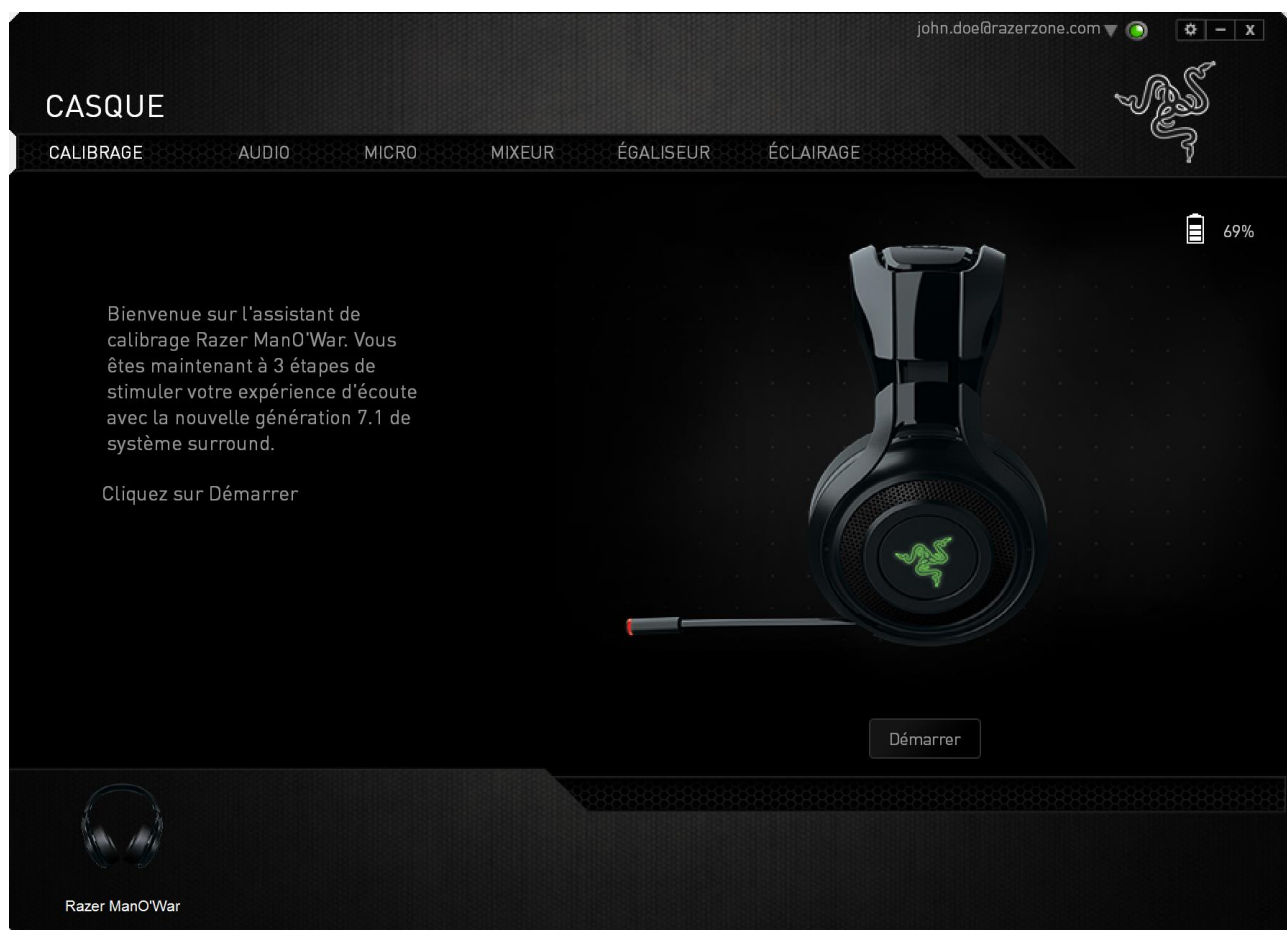 john.doe@razerzone.com
CASQUE
CALIBRAGE AUDIO MICRO MIXEUR ÉGALISEUR ÉCLAIRAGE
69%
Bienvenue sur l'assistant de
calibrage Razer ManO'War. Vous
êtes maintenant à 3 étapes de
stimuler votre expérience d'écoute
avec la nouvelle génération 7.1 de
système surround.
Cliquez sur Démarrer
Démarrer
Razer ManO'War